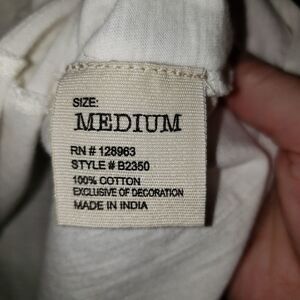 SIZE:
MEDIUM
RN # 128963
STYLE # B2350
100% COTTON
EXCLUSIVE OF DECORATION
MADE IN INDIA